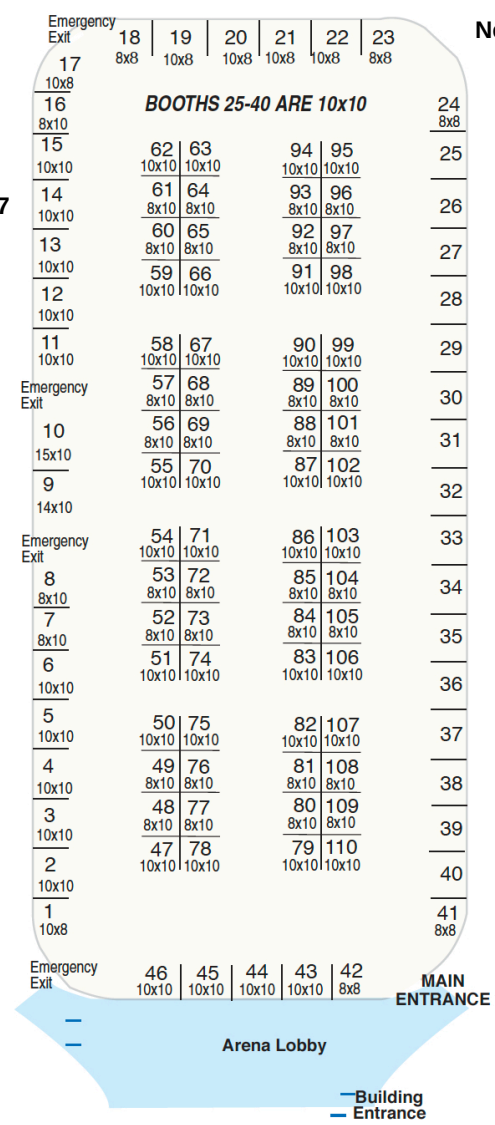 Emergency
Exit
No
18 19 20 21 22 23
8x8 10x8 10x8 10x8 10x8 8x8
17
10x8
16
8x10
BOOTHS 25-40 ARE 10x10
24
8x8
15
10x10
62 63
10x10 10x10
94 95
10x10 10x10
25
7
14
10x10
61 64
8x10 8x10
93 96
8x10 8x10
26
13
10x10
60 65
8x10 8x10
92 97
8x10 8x10
27
12
10x10
59 66
10x10 10x10
91 98
10x10 10x10
28
11
10x10
58 67
10x10 10x10
90 99
10x10 10x10
29
Emergency
Exit
57 68
8x10 8x10
89 100
8x10 8x10
30
10
15x10
56 69
8x10 8x10
88 101
8x10 8x10
31
9
14x10
55 70
10x10 10x10
87 102
10x10 10x10
32
Emergency
Exit
54 71
10x10 10x10
86 103
10x10 10x10
33
8
8x10
53 72
8x10 8x10
85 104
8x10 8x10
34
7
8x10
52 73
8x10 8x10
84 105
8x10 8x10
35
6
10x10
51 74
10x10 10x10
83 106
10x10 10x10
36
5
10x10
50 75
10x10 10x10
82 107
10x10 10x10
37
4
10x10
49 76
8x10 8x10
81 108
8x10 8x10
38
3
10x10
48 77
8x10 8x10
80 109
8x10 8x10
39
2
10x10
47 78
10x10 10x10
79 110
10x10 10x10
40
1
10x8
41
8x8
Emergency
Exit
46 45 44 43 42
10x10 10x10 10x10 10x10 8x8
MAIN
ENTRANCE
Arena Lobby
Building
Entrance